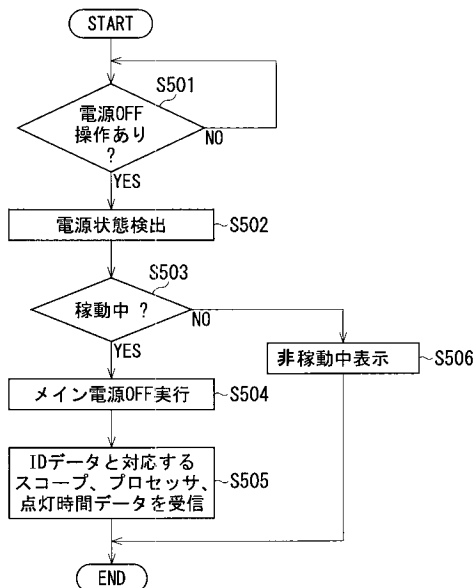 START
S501
電源OFF
操作あり
?
NO
YES
電源状態検出
S502
S503
稼動中 ?
NO
YES
非稼動中表示
S506
メイン電源OFF実行
S504
IDデータと対応する
スコープ、プロセッサ、
点灯時間データを受信
S505
END